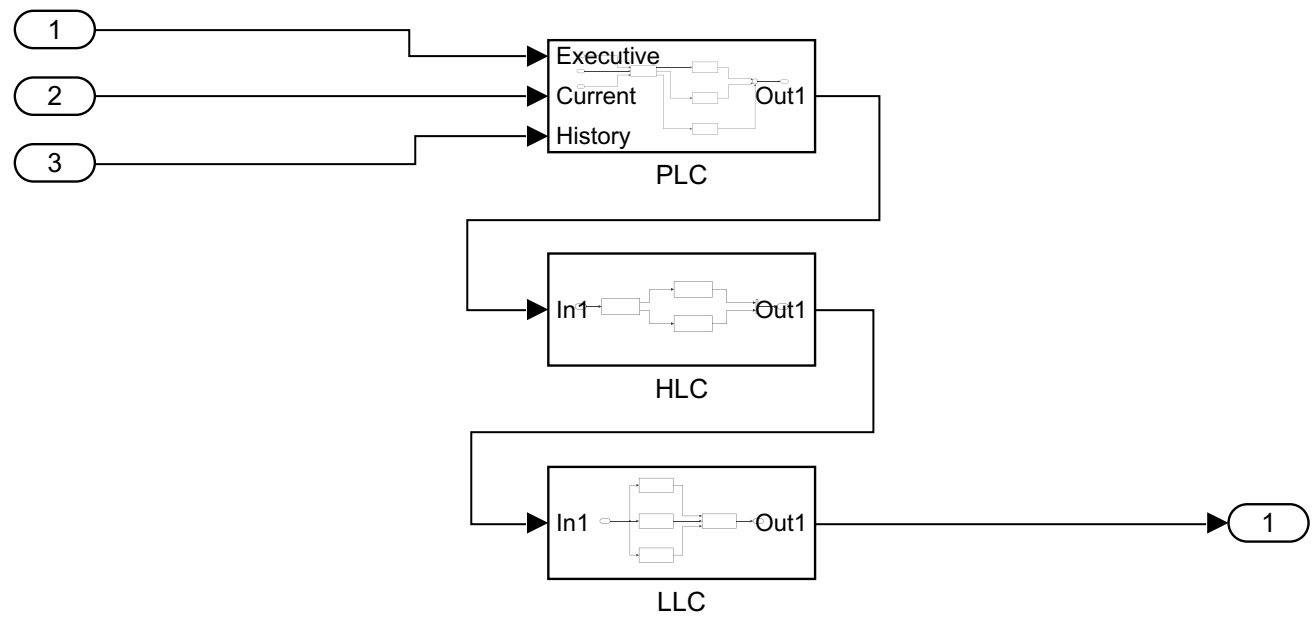 1
Executive
2
Current
Out1
3
History
PLC
In1
Out1
HLC
In1
Out1
1
LLC